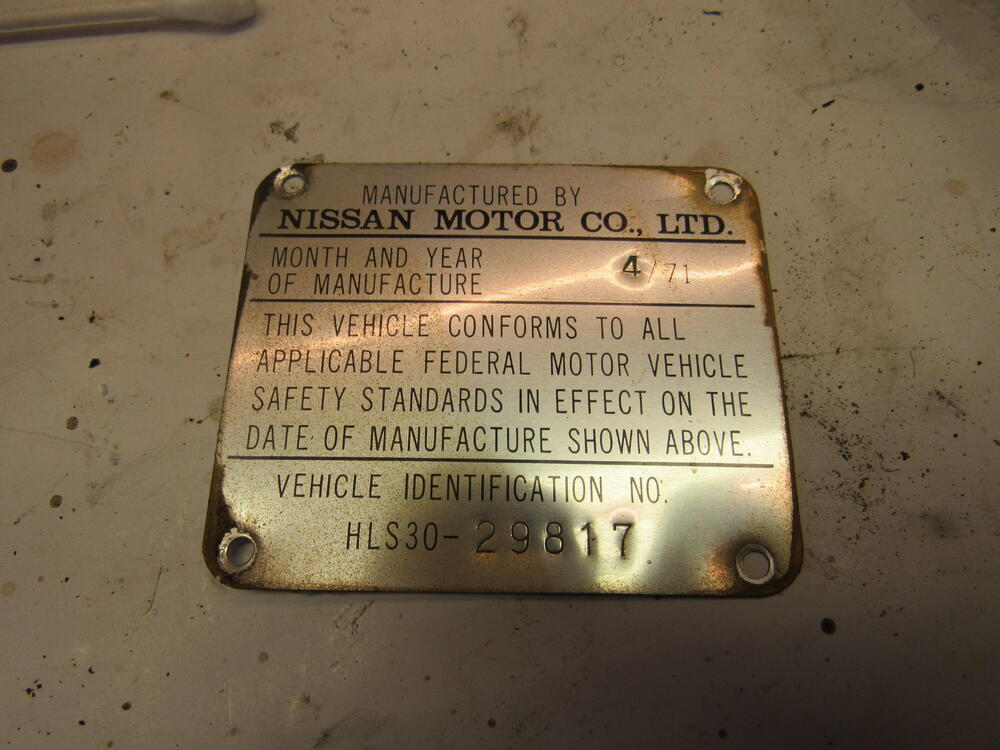 MANUFACTURED BY
NISSAN MOTOR CO., LTD.
MONTH AND YEAR
OF MANUFACTURE 4/71
THIS VEHICLE CONFORMS TO ALL
APPLICABLE FEDERAL MOTOR VEHICLE
SAFETY STANDARDS IN EFFECT ON THE
DATE OF MANUFACTURE SHOWN ABOVE.
VEHICLE IDENTIFICATION NO.
HLS30-29817